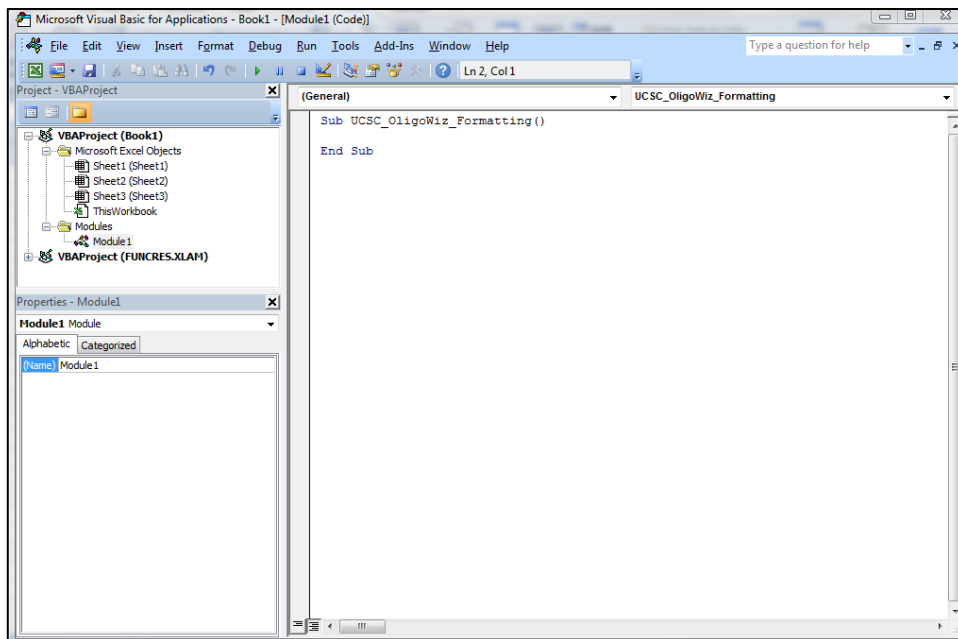 Microsoft Visual Basic for Applications - Book1 - [Module1 (Code)]
File Edit View Insert Format Debug Run Tools Add-Ins Window Help
Type a question for help
Ln 2, Col 1
Project - VBAProject
VBAProject (Book1)
Microsoft Excel Objects
Sheet1 (Sheet1)
Sheet2 (Sheet2)
Sheet3 (Sheet3)
ThisWorkbook
Modules
Module1
VBAProject (FUNCRES.XLAM)
Properties - Module1
Module1 Module
Alphabetic Categorized
(Name) Module1
(General)
UCSC_OligoWiz_Formatting
Sub UCSC_OligoWiz_Formatting()
End Sub